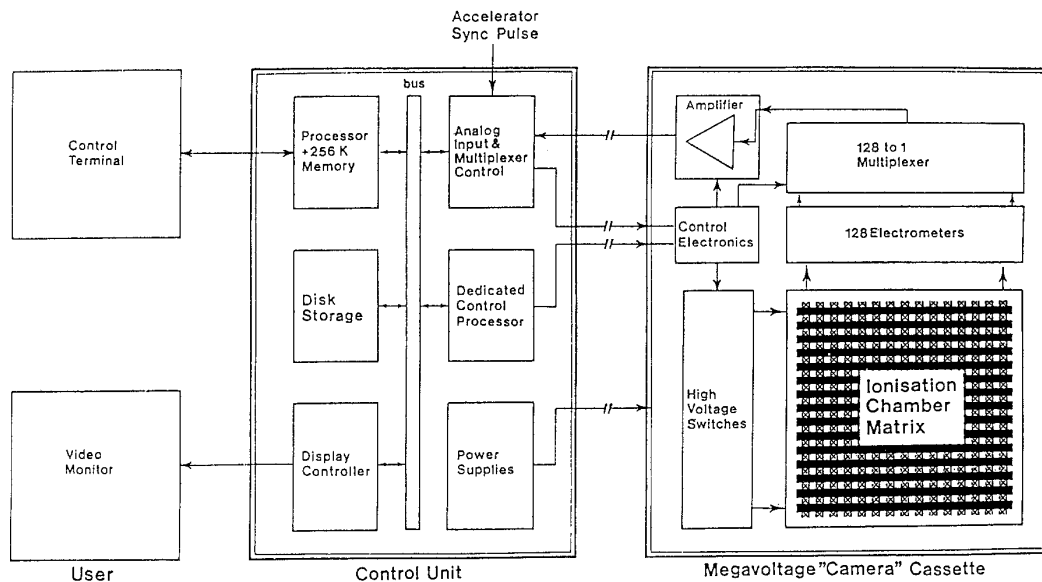 Accelerator
Sync Pulse
Control
Terminal
bus
Processor
+256 K
Memory
Analog
Input &
Multiplexer
Control
Disk
Storage
Dedicated
Control
Processor
Display
Controller
Power
Supplies
Video
Monitor
Amplifier
128 to 1
Multiplexer
Control
Electronics
128 Electrometers
High
Voltage
Switches
Ionisation
Chamber
Matrix
User
Control Unit
Megavoltage "Camera" Cassette